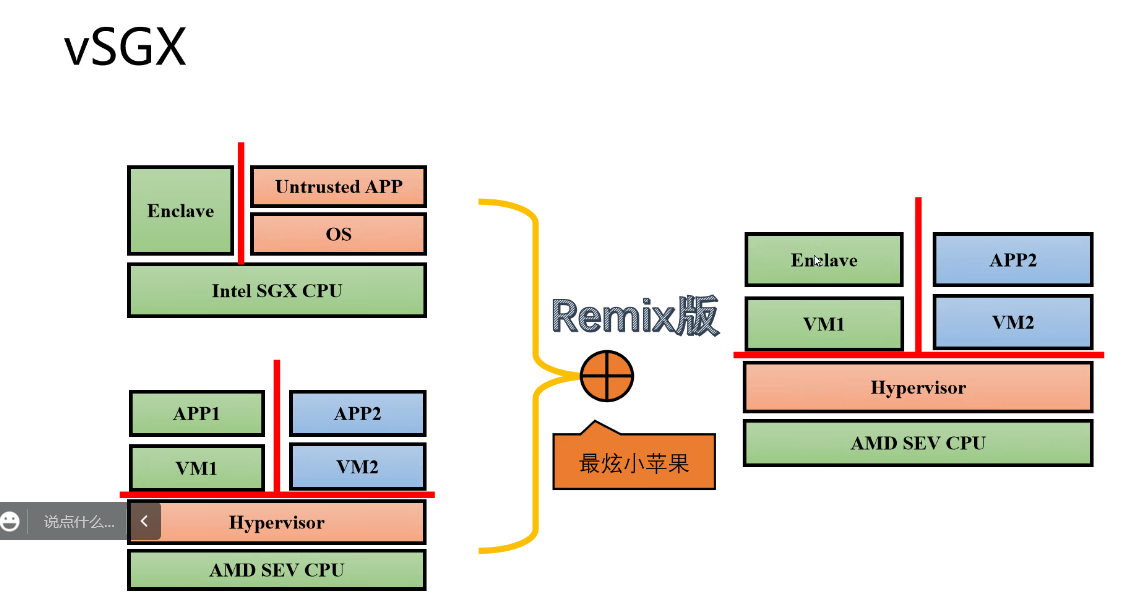 vSGX
Enclave
Untrusted APP
OS
Intel SGX CPU
APP1
APP2
VM1
VM2
Hypervisor
AMD SEV CPU
说点什么...
Remix版
最炫小苹果
Enclave
APP2
VM1
VM2
Hypervisor
AMD SEV CPU